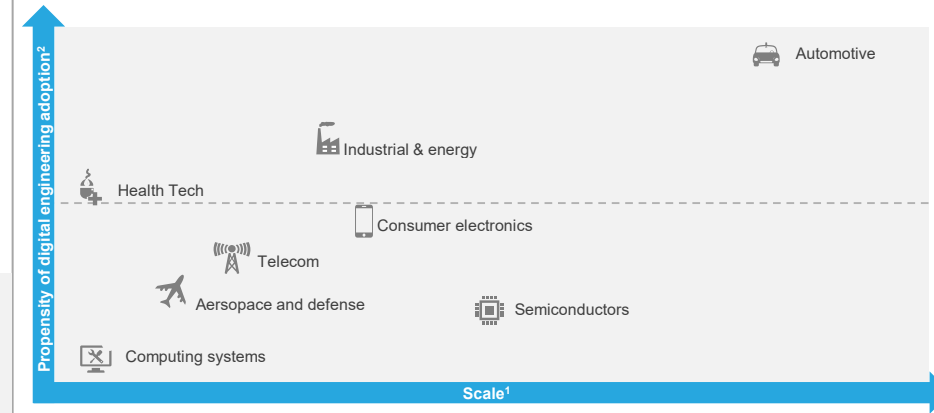 Propensity of digital engineering adoption²
Automotive
Industrial & energy
Health Tech
Consumer electronics
Telecom
Aersopace and defense
Semiconductors
Computing systems
Scale¹